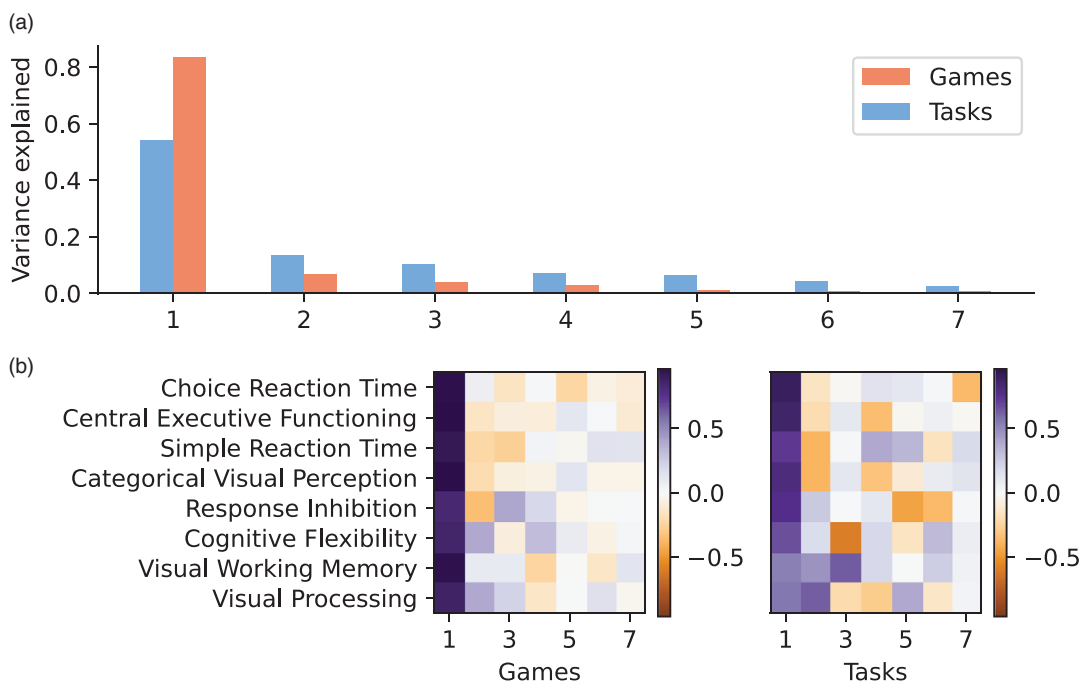 (a)
Variance explained
0.8
0.6
0.4
0.2
0.0
Games
Tasks
1 2 3 4 5 6 7
(b)
Choice Reaction Time
Central Executive Functioning
Simple Reaction Time
Categorical Visual Perception
Response Inhibition
Cognitive Flexibility
Visual Working Memory
Visual Processing
0.5
0.0
−0.5
1 3 5 7
Games
0.5
0.0
−0.5
1 3 5 7
Tasks